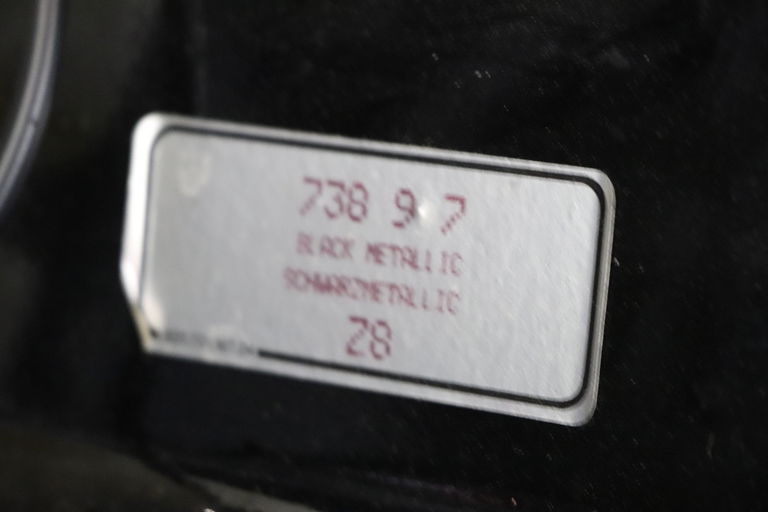 738 9 7
BLACK METALLIC
SCHWARZMETALLIC
Z8